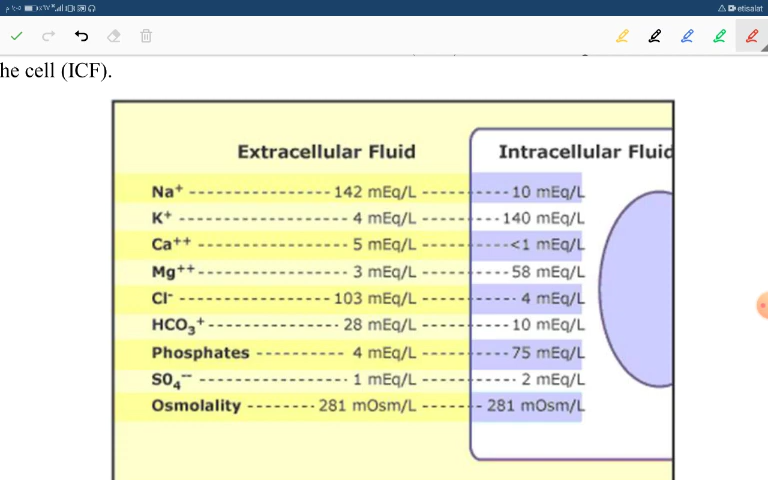 etisalat
he cell (ICF).
Extracellular Fluid Intracellular Fluid
Na⁺ 142 mEq/L 10 mEq/L
K⁺ 4 mEq/L 140 mEq/L
Ca⁺⁺ 5 mEq/L <1 mEq/L
Mg⁺⁺ 3 mEq/L 58 mEq/L
Cl⁻ 103 mEq/L 4 mEq/L
HCO₃⁺ 28 mEq/L 10 mEq/L
Phosphates 4 mEq/L 75 mEq/L
SO₄⁻⁻ 1 mEq/L 2 mEq/L
Osmolality 281 mOsm/L 281 mOsm/L